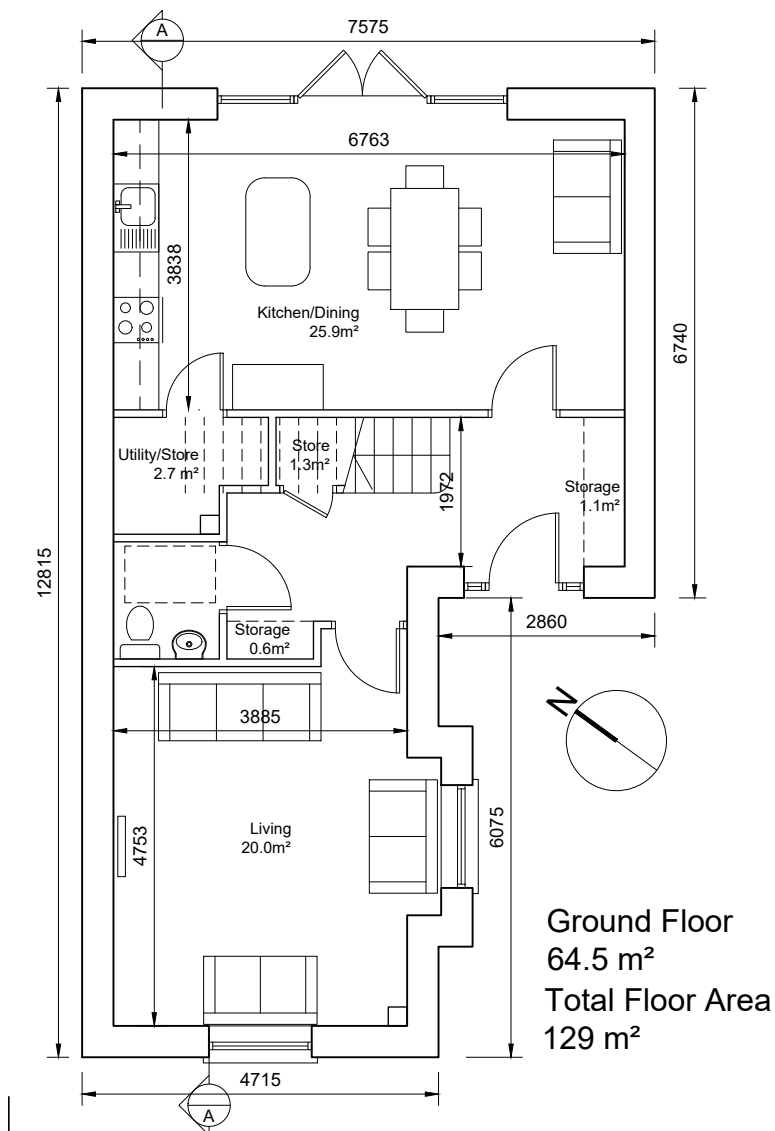 7575
A
6763
3838
Kitchen/Dining
25.9m²
6740
Utility/Store
2.7 m²
Store
1.3m²
1972
Storage
1.1m²
12815
2860
Storage
0.6m²
N
3885
4753
Living
20.0m²
6075
Ground Floor
64.5 m²
Total Floor Area
129 m²
4715
A